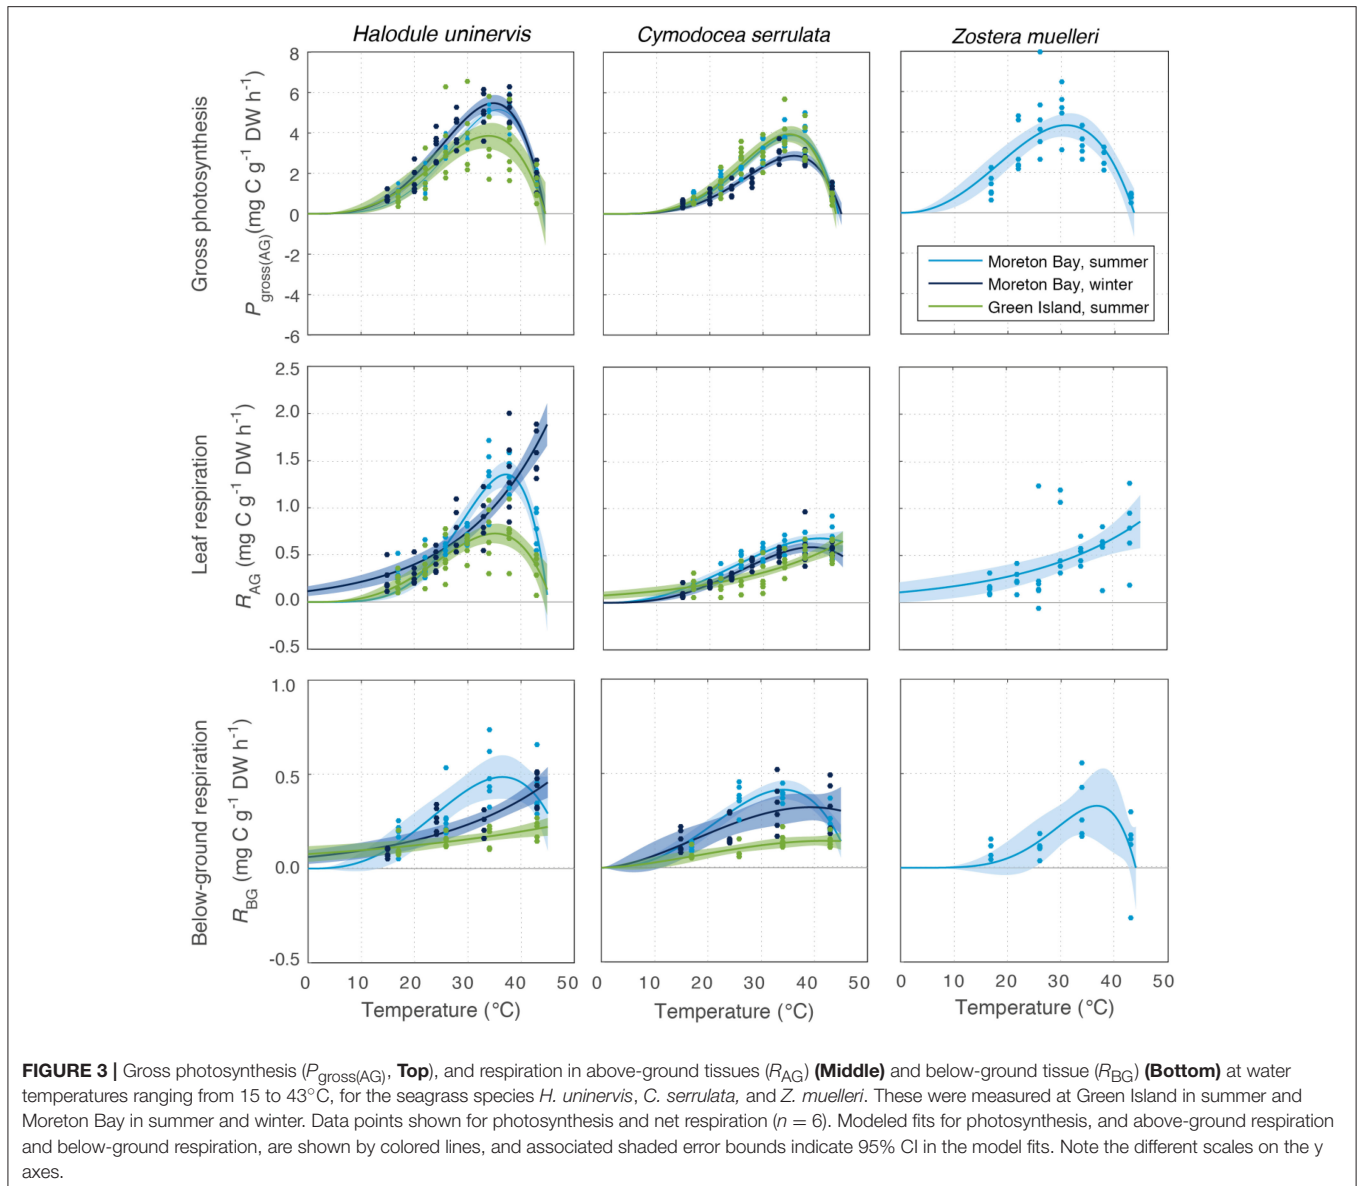 Halodule uninervis
Cymodocea serrulata
Zostera muelleri
Gross photosynthesis
P gross(AG) (mg C g-1 DW h-1)
8
6
4
2
0
-2
-4
-6
Moreton Bay, summer
Moreton Bay, winter
Green Island, summer
Leaf respiration
R AG (mg C g-1 DW h-1)
2.5
2.0
1.5
1.0
0.5
0.0
-0.5
Below-ground respiration
R BG (mg C g-1 DW h-1)
1.0
0.5
0.0
-0.5
0 10 20 30 40 50
0 10 20 30 40 50
0 10 20 30 40 50
Temperature (°C)
Temperature (°C)
Temperature (°C)
FIGURE 3 | Gross photosynthesis (Pgross(AG), Top), and respiration in above-ground tissues (RAG) (Middle) and below-ground tissue (RBG) (Bottom) at water
temperatures ranging from 15 to 43°C, for the seagrass species H. uninervis, C. serrulata, and Z. muelleri. These were measured at Green Island in summer and
Moreton Bay in summer and winter. Data points shown for photosynthesis and net respiration (n = 6). Modeled fits for photosynthesis, and above-ground respiration
and below-ground respiration, are shown by colored lines, and associated shaded error bounds indicate 95% CI in the model fits. Note the different scales on the y
axes.